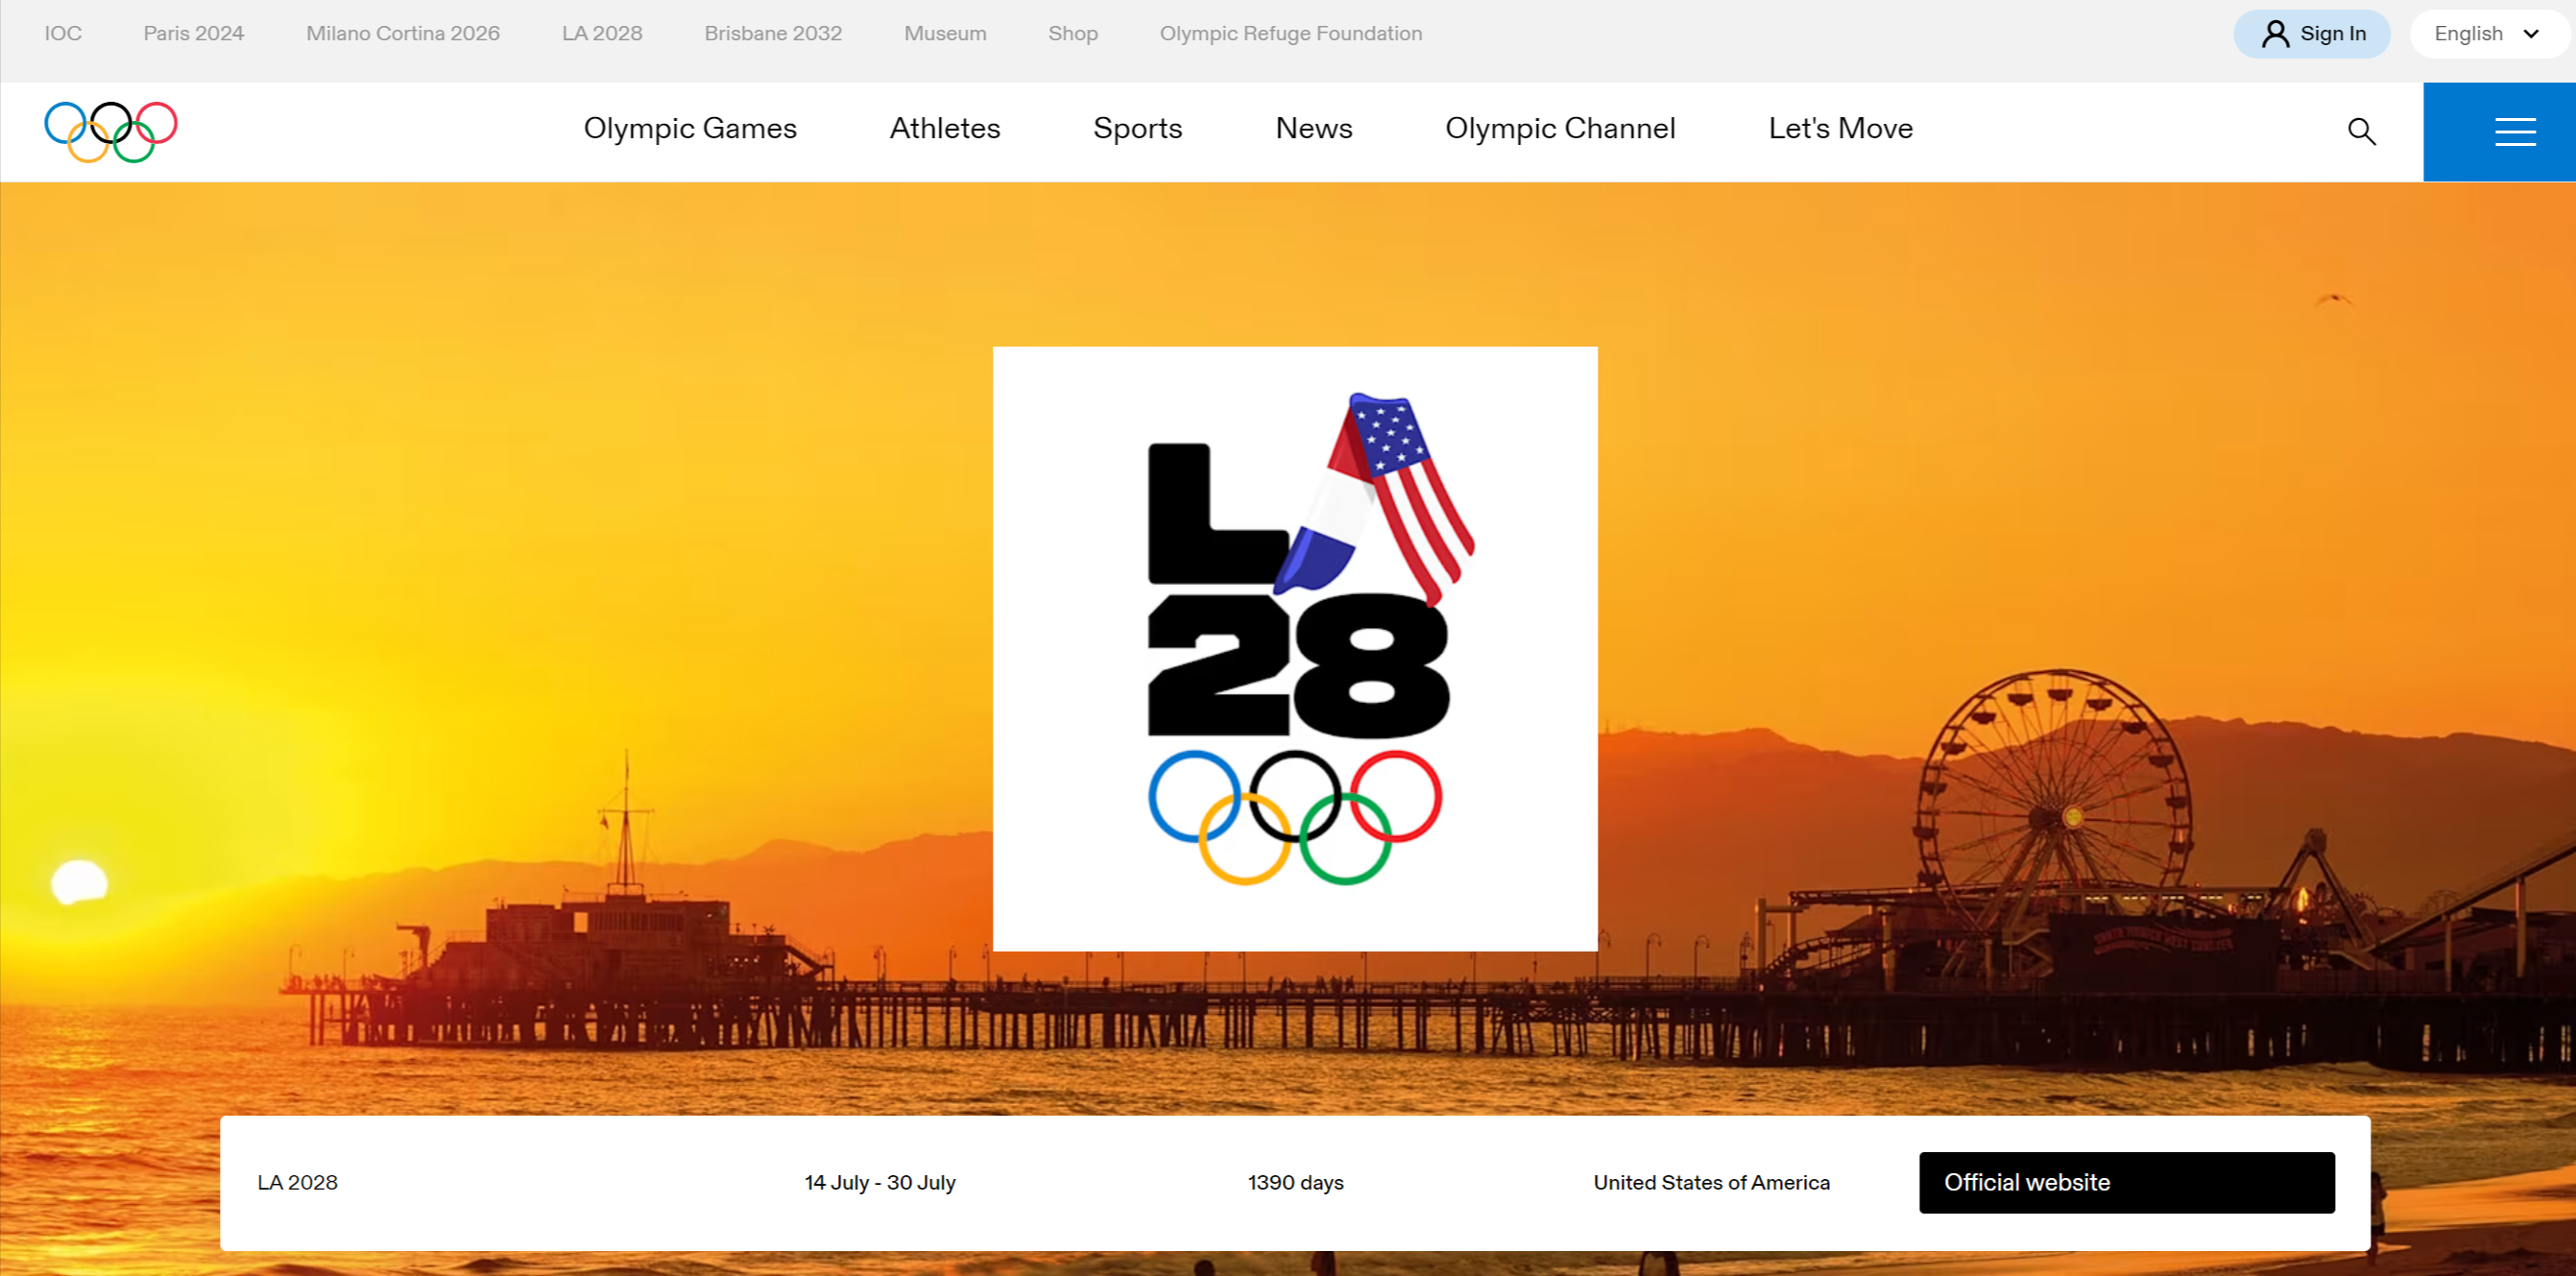 IOC Paris 2024 Milano Cortina 2026 LA 2028 Brisbane 2032 Museum Shop Olympic Refuge Foundation Sign In English
Olympic Games Athletes Sports News Olympic Channel Let's Move
LA
28
LA 2028 14 July - 30 July 1390 days United States of America Official website